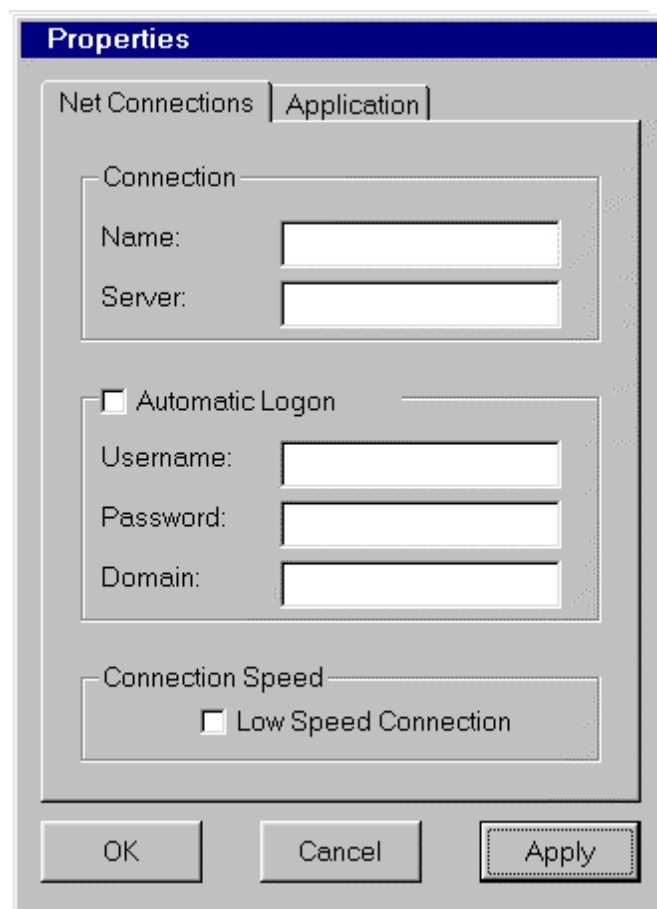 Properties
Net Connections Application
Connection
Name:
Server:
Automatic Logon
Username:
Password:
Domain:
Connection Speed
Low Speed Connection
OK Cancel Apply